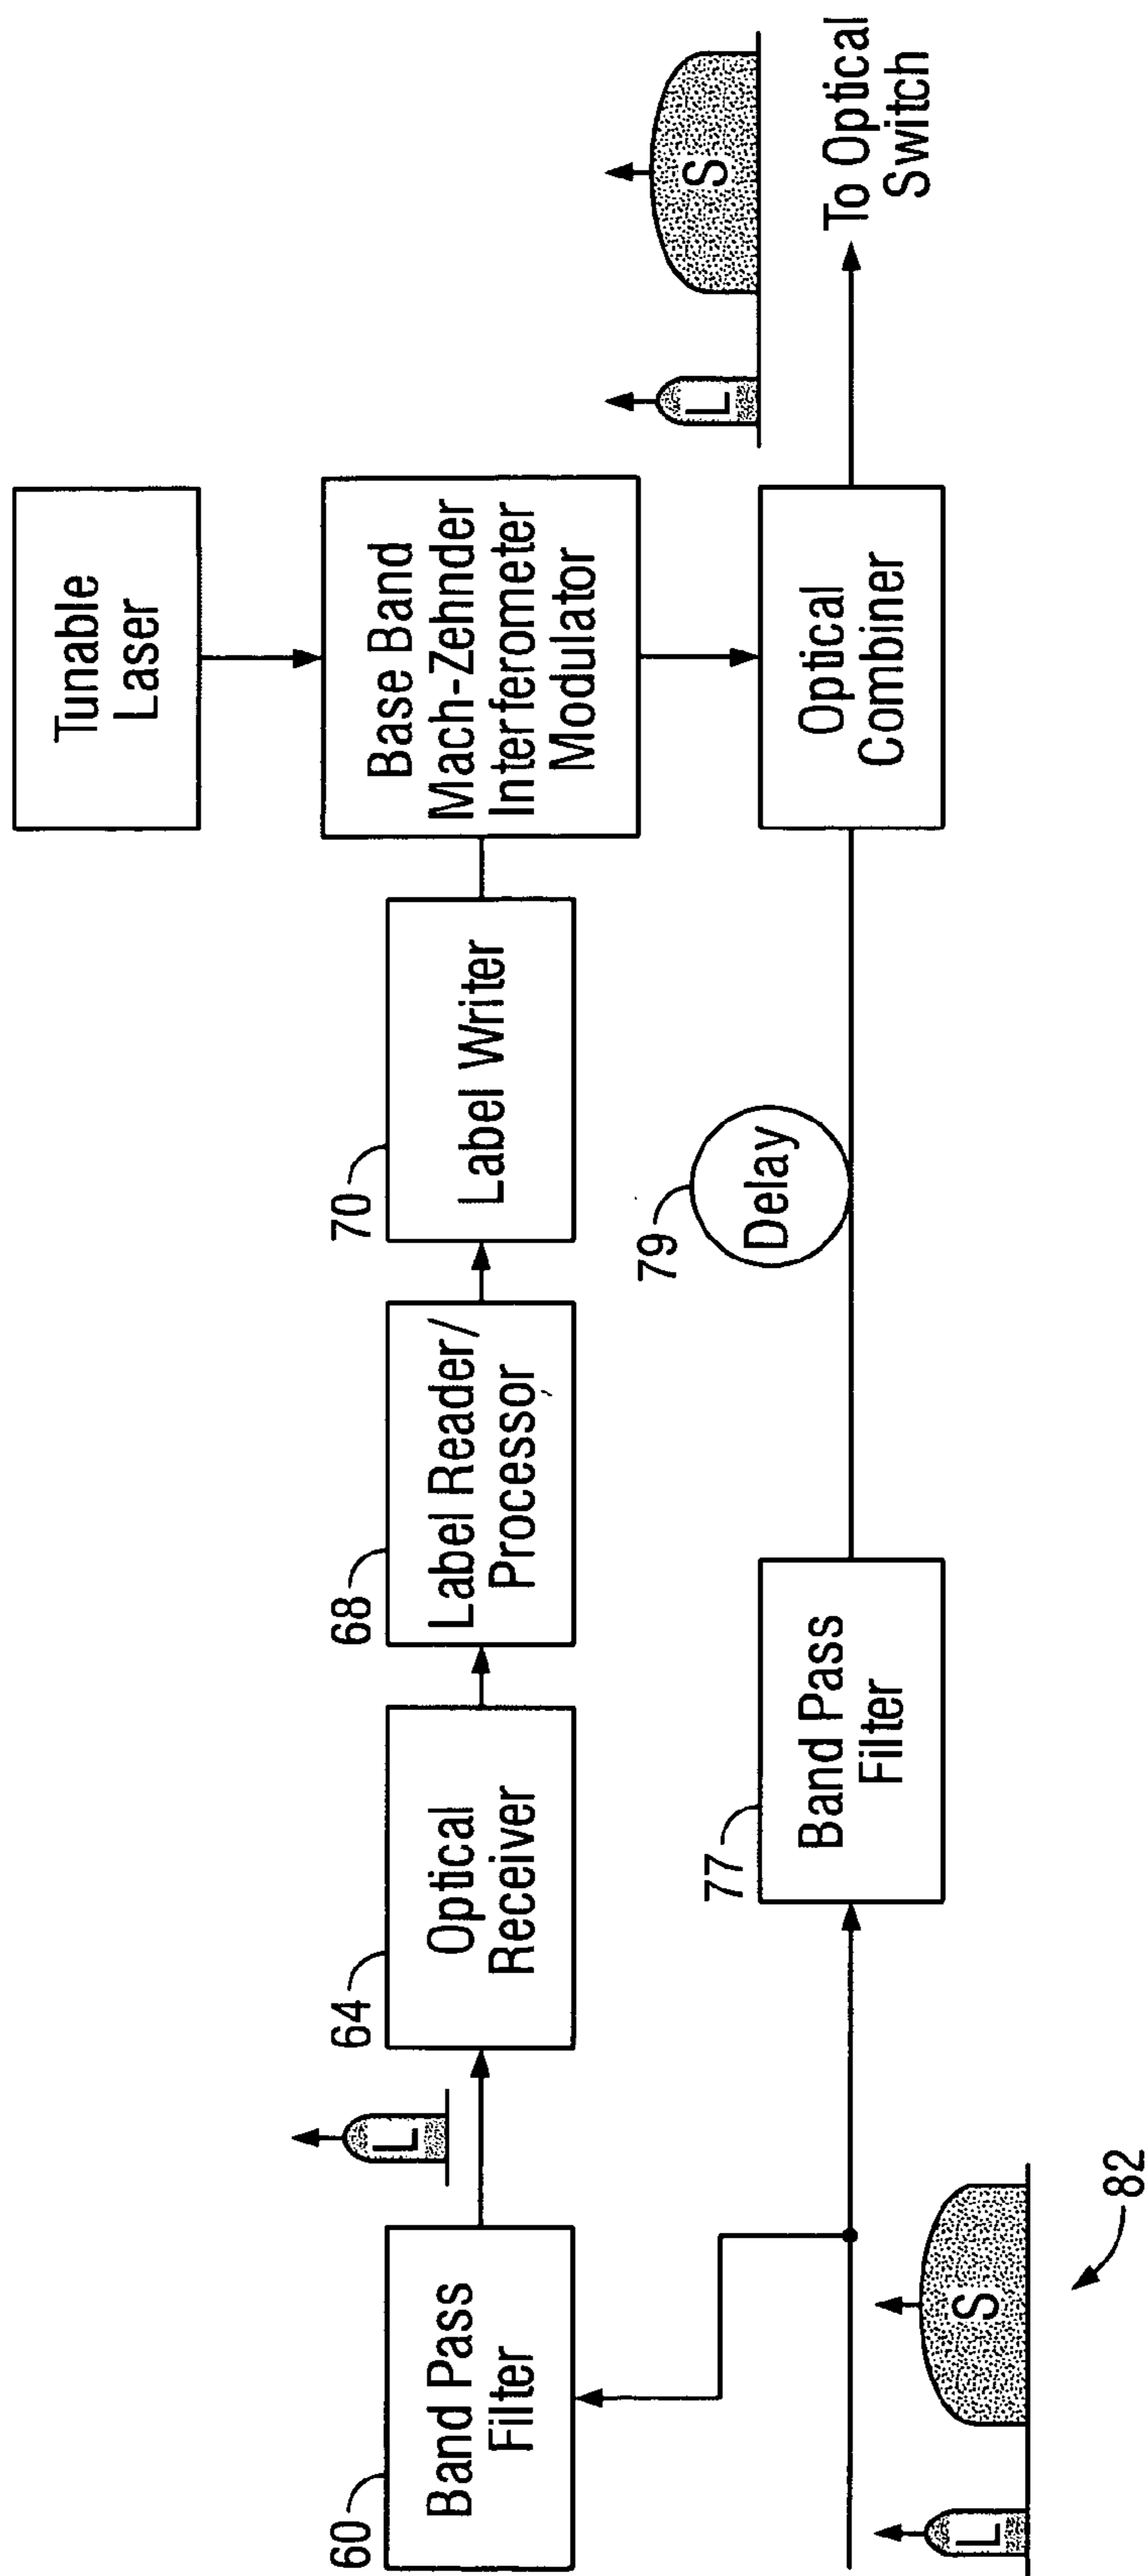 Tunable
Laser
Base Band
Mach-Zehnder
Interferometer
Modulator
60
Band Pass
Filter
L
64
Optical
Receiver
68
Label Reader/
Processor
70
Label Writer
L
S
82
77
Band Pass
Filter
79
Delay
Optical
Combiner
L
S
To Optical
Switch